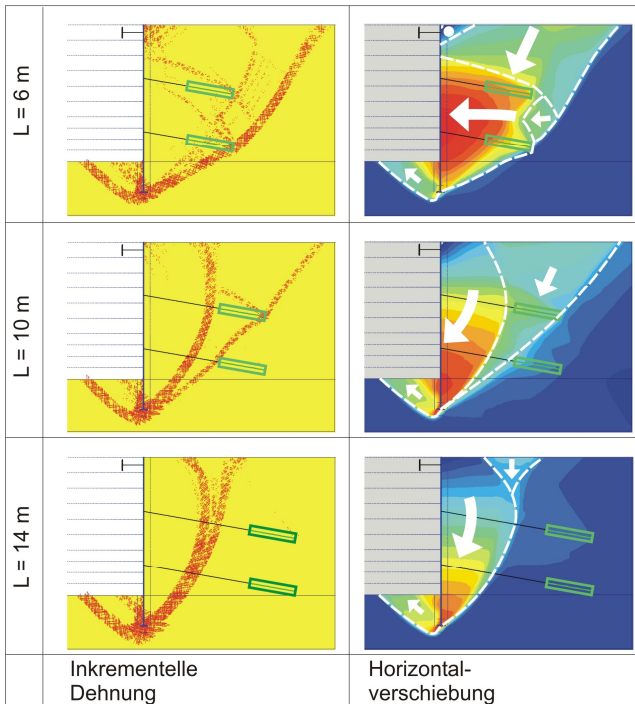 L = 6 m
L = 10 m
L = 14 m
Inkrementelle
Dehnung
Horizontal-
verschiebung